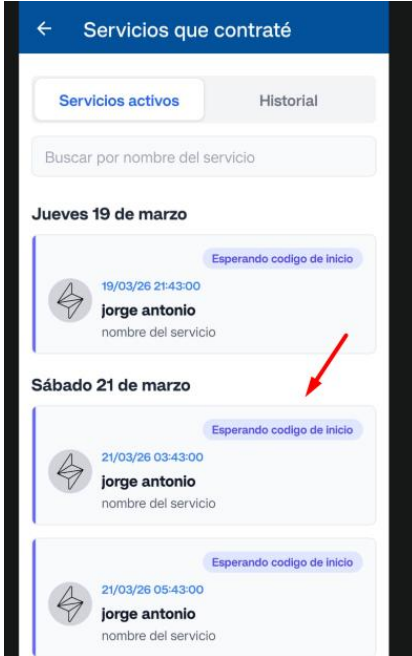 Servicios que contraté
Servicios activos
Historial
Buscar por nombre del servicio
Jueves 19 de marzo
Esperando codigo de inicio
19/03/26 21:43:00
jorge antonio
nombre del servicio
Sábado 21 de marzo
Esperando codigo de inicio
21/03/26 03:43:00
jorge antonio
nombre del servicio
Esperando codigo de inicio
21/03/26 05:43:00
jorge antonio
nombre del servicio